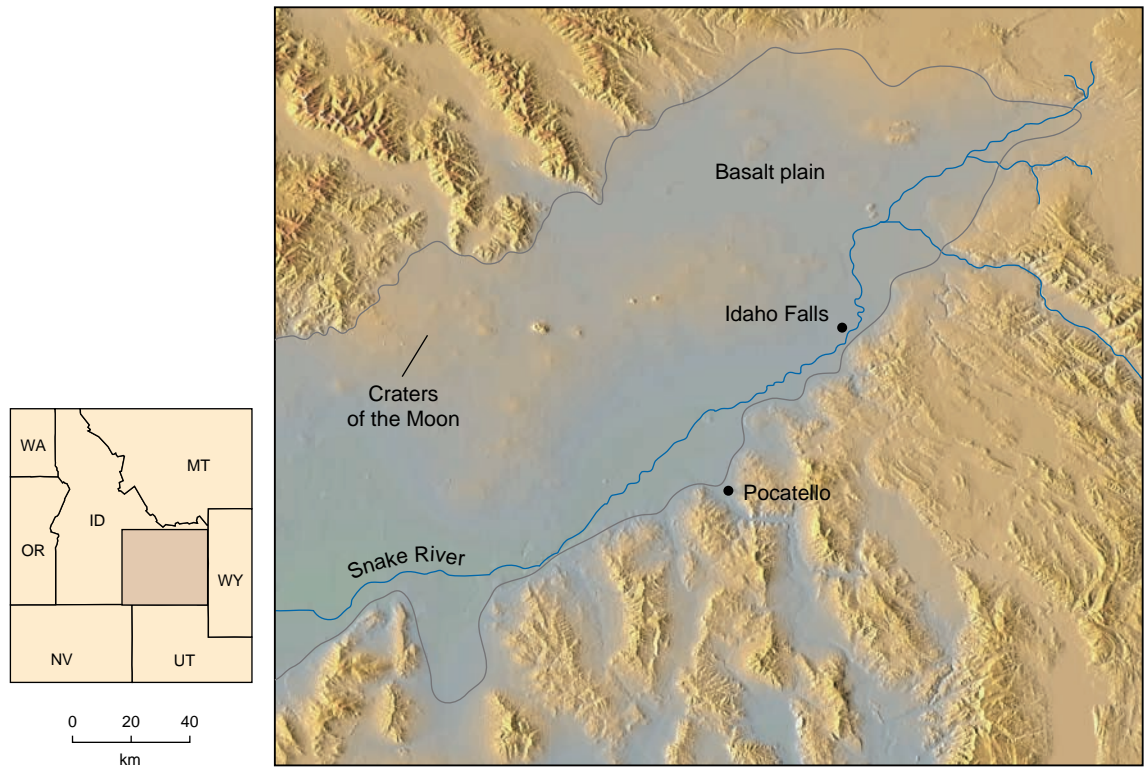 Basalt plain
Idaho Falls
Craters
of the Moon
Pocatello
Snake River
WA
MT
ID
OR
WY
NV
UT
0 20 40
km